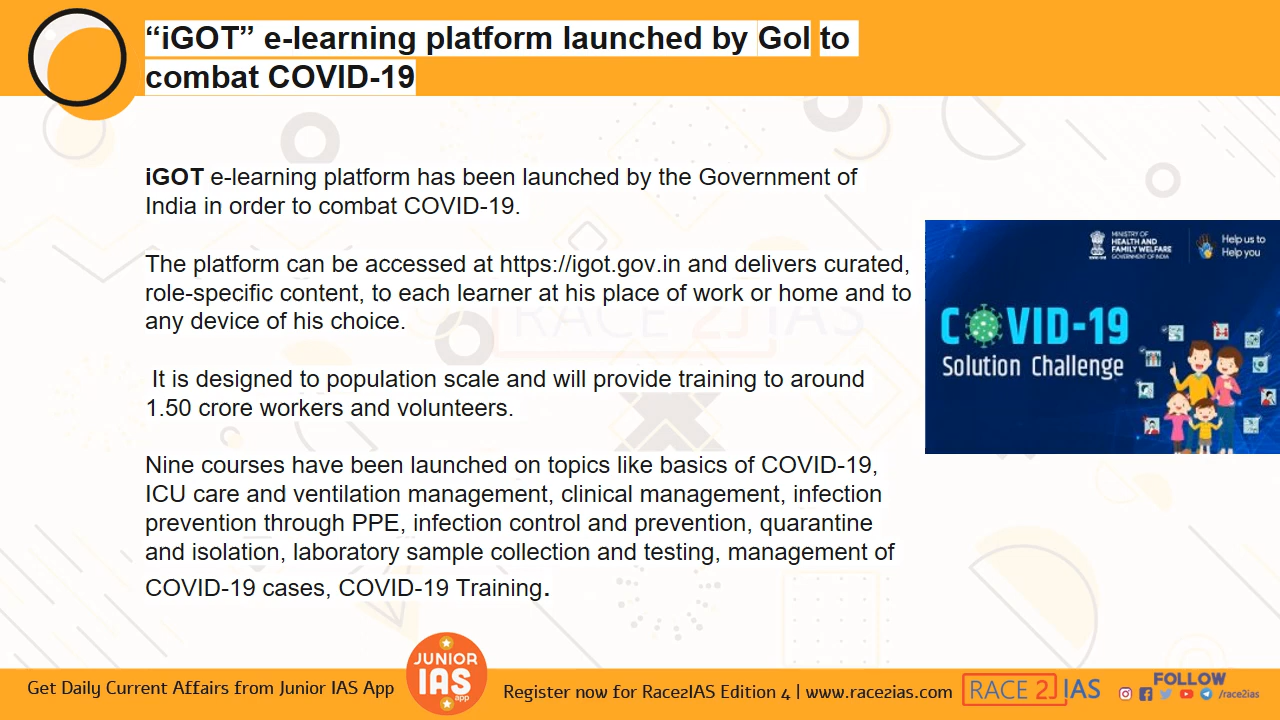 “iGOT” e-learning platform launched by GoI to
combat COVID-19
iGOT e-learning platform has been launched by the Government of
India in order to combat COVID-19.
The platform can be accessed at https://igot.gov.in and delivers curated,
role-specific content, to each learner at his place of work or home and to
any device of his choice.
It is designed to population scale and will provide training to around
1.50 crore workers and volunteers.
Nine courses have been launched on topics like basics of COVID-19,
ICU care and ventilation management, clinical management, infection
prevention through PPE, infection control and prevention, quarantine
and isolation, laboratory sample collection and testing, management of
COVID-19 cases, COVID-19 Training.
RACE 2 IAS
MINISTRY OF
HEALTH AND
FAMILY WELFARE
GOVERNMENT OF INDIA
Help us to
Help you
COVID-19
Solution Challenge
Get Daily Current Affairs from Junior IAS App
JUNIOR
IAS
app
Register now for Race2IAS Edition 4 | www.race2ias.com
RACE 2 IAS
FOLLOW
/race2ias